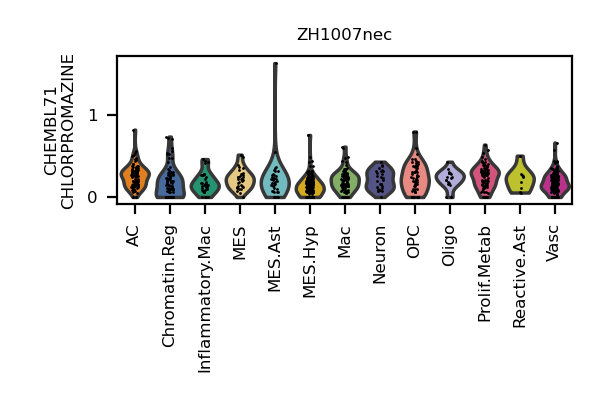 ZH1007nec
CHEMBL71
CHLORPROMAZINE
1
0
AC
Chromatin.Reg
Inflammatory.Mac
MES
MES.Ast
MES.Hyp
Mac
Neuron
OPC
Oligo
Prolif.Metab
Reactive.Ast
Vasc